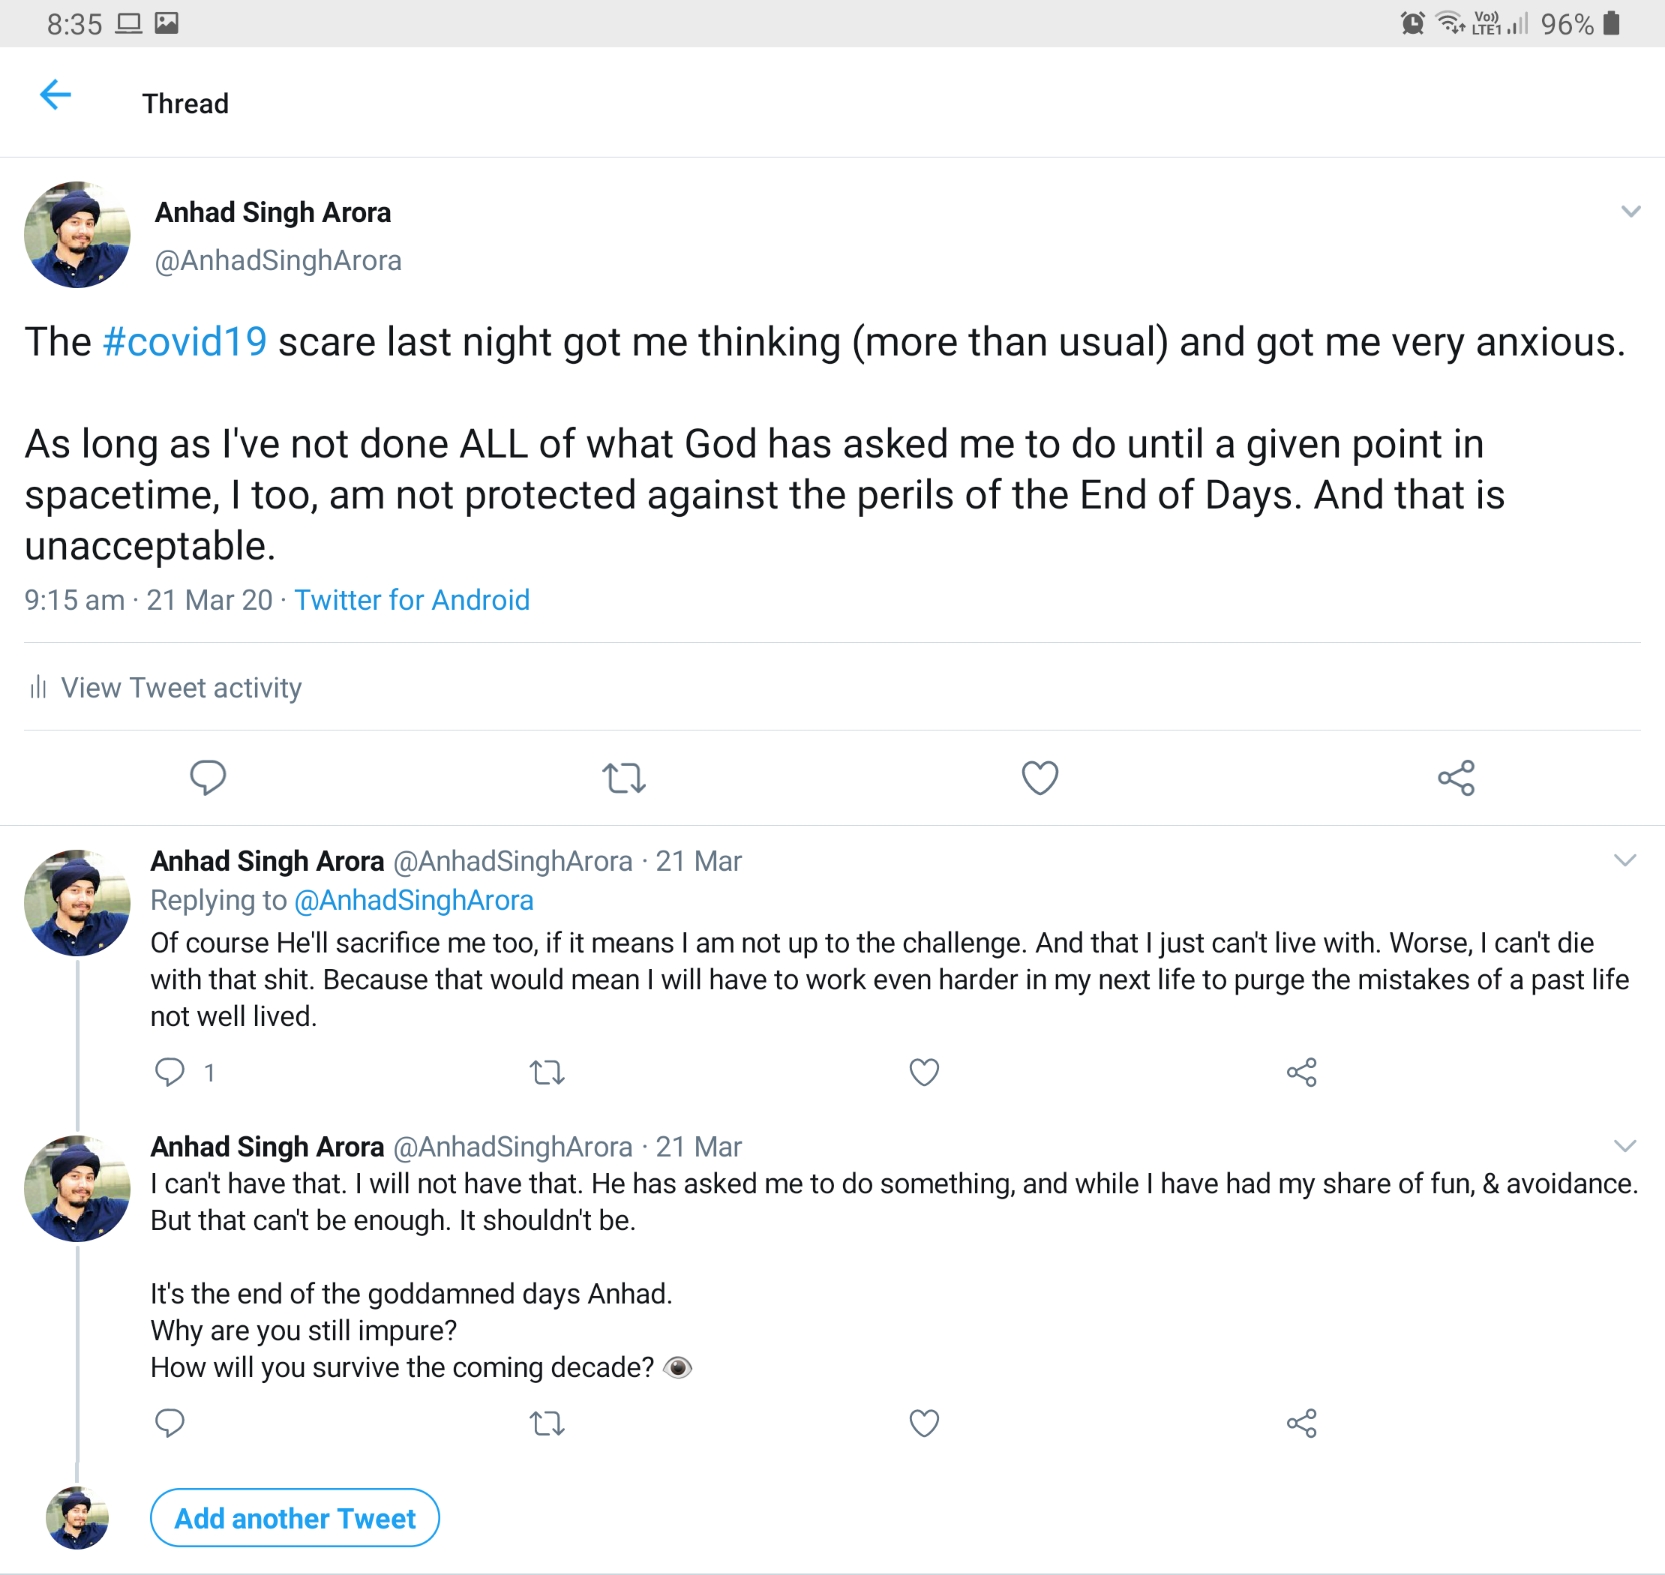 8:35
Vo))
LTE1
96%
Thread
Anhad Singh Arora
@AnhadSinghArora
The #covid19 scare last night got me thinking (more than usual) and got me very anxious.
As long as I've not done ALL of what God has asked me to do until a given point in
spacetime, I too, am not protected against the perils of the End of Days. And that is
unacceptable.
9:15 am · 21 Mar 20 · Twitter for Android
View Tweet activity
Anhad Singh Arora @AnhadSinghArora · 21 Mar
Replying to @AnhadSinghArora
Of course He'll sacrifice me too, if it means I am not up to the challenge. And that I just can't live with. Worse, I can't die
with that shit. Because that would mean I will have to work even harder in my next life to purge the mistakes of a past life
not well lived.
1
Anhad Singh Arora @AnhadSinghArora · 21 Mar
I can't have that. I will not have that. He has asked me to do something, and while I have had my share of fun, & avoidance.
But that can't be enough. It shouldn't be.
It's the end of the goddamned days Anhad.
Why are you still impure?
How will you survive the coming decade? 👁
Add another Tweet